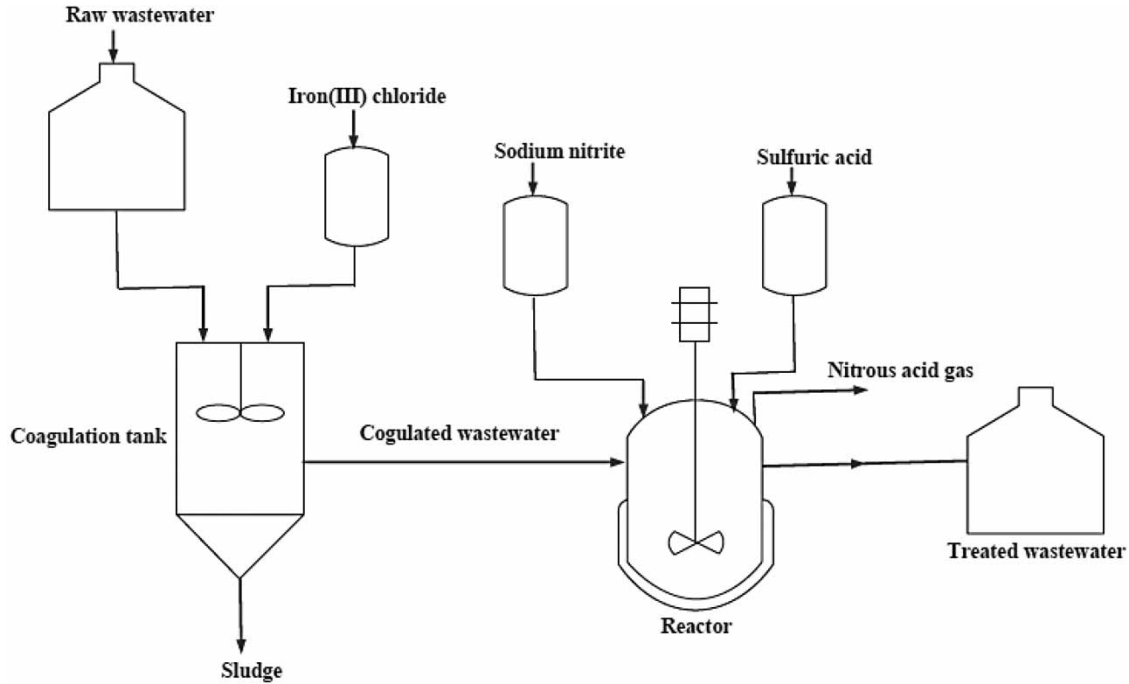 Raw wastewater
Iron(III) chloride
Sodium nitrite
Sulfuric acid
Nitrous acid gas
Coagulation tank
Cogulated wastewater
Treated wastewater
Reactor
Sludge